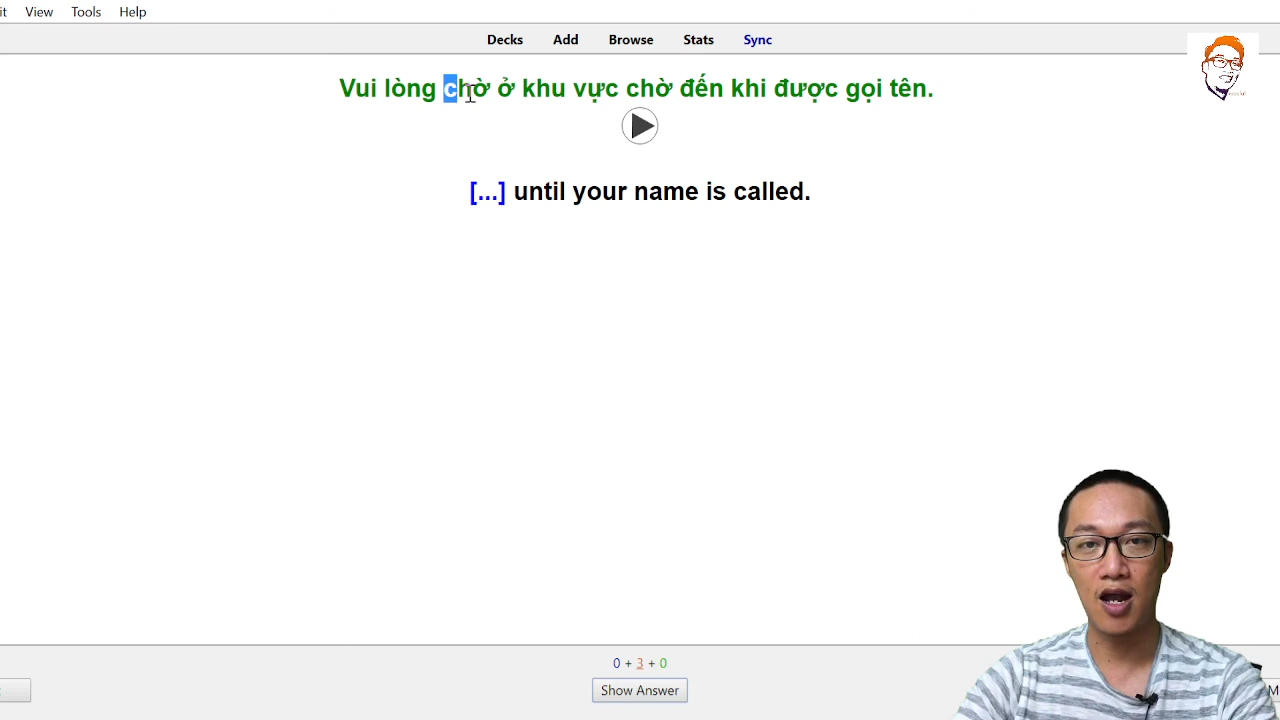 it View Tools Help
Decks Add Browse Stats Sync
Vui lòng chờ ở khu vực chờ đến khi được gọi tên.
[...] until your name is called.
0 + 3 + 0
Show Answer
M